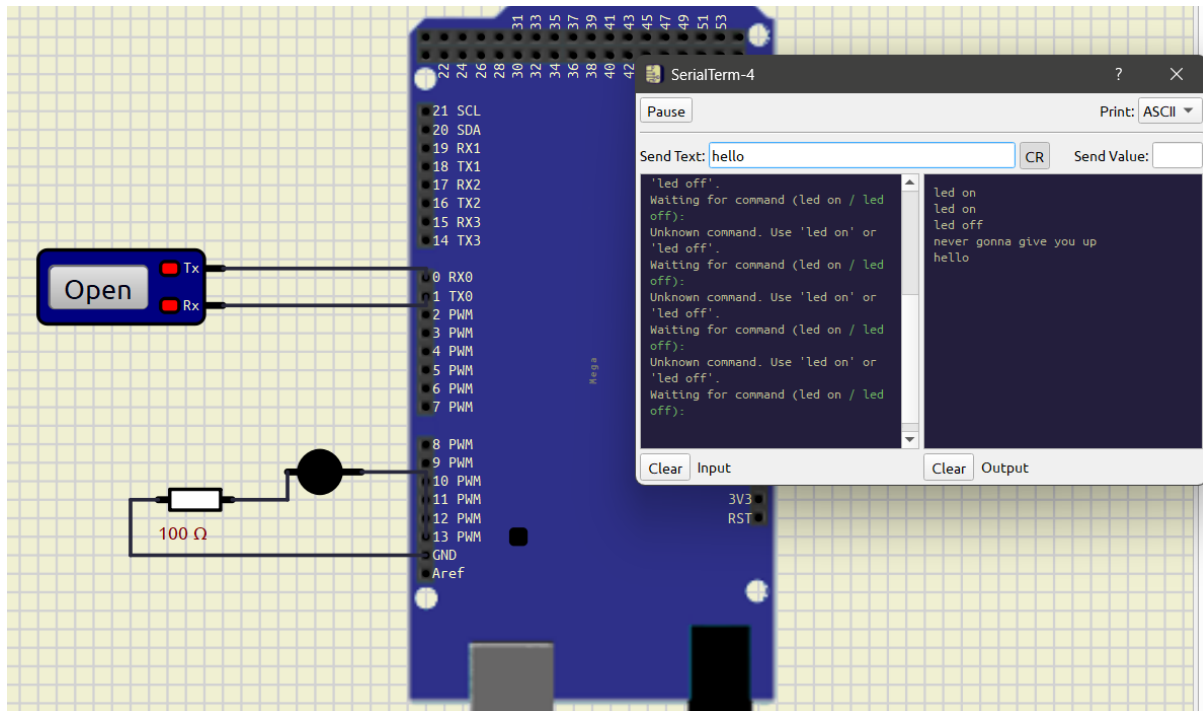 31 33 35 37 39 41 43 45 47 49 51 53
22 24 26 28 30 32 34 36 38 40 42
SerialTerm-4 ? ×
Pause
Print: ASCII
Send Text: hello
CR
Send Value:
'led off'.
Waiting for command (led on / led
off):
Unknown command. Use 'led on' or
'led off'.
Waiting for command (led on / led
off):
Unknown command. Use 'led on' or
'led off'.
Waiting for command (led on / led
off):
Unknown command. Use 'led on' or
'led off'.
Waiting for command (led on / led
off):
led on
led on
led off
never gonna give you up
hello
Clear Input
Clear Output
21 SCL
20 SDA
19 RX1
18 TX1
17 RX2
16 TX2
15 RX3
14 TX3
Open
Tx
Rx
0 RX0
1 TX0
2 PWM
3 PWM
4 PWM
5 PWM
6 PWM
7 PWM
Mega
8 PWM
9 PWM
10 PWM
11 PWM
12 PWM
13 PWM
GND
Aref
100 Ω
3V3
RST